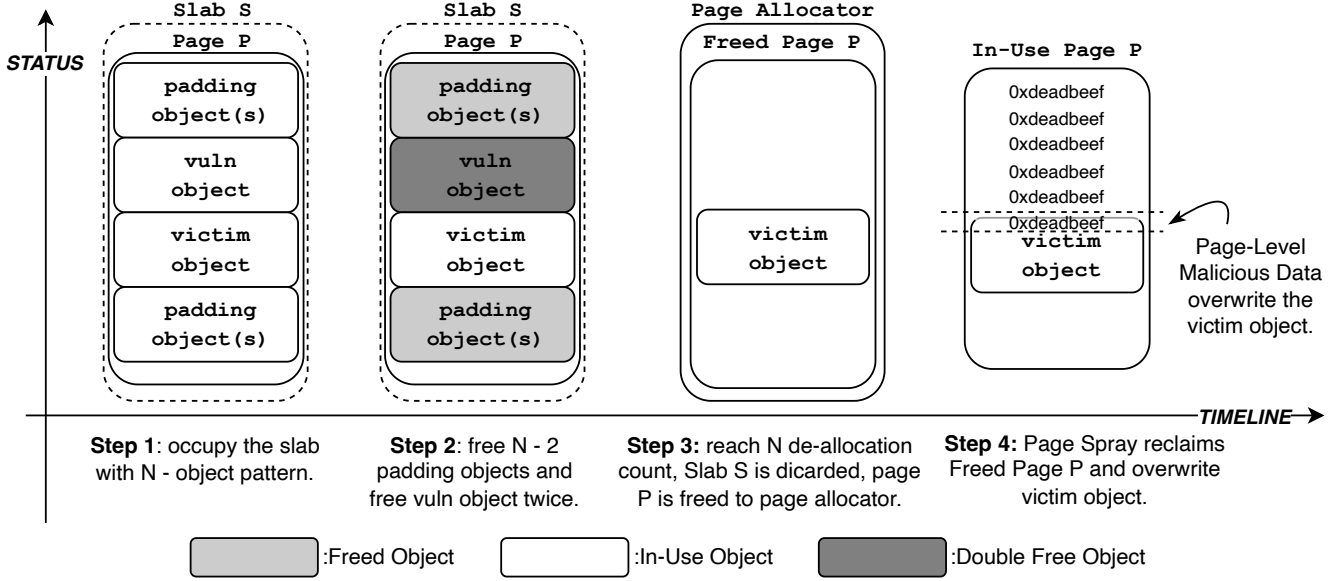 STATUS
Slab S
Page P
padding
object(s)
vuln
object
victim
object
padding
object(s)
Slab S
Page P
padding
object(s)
vuln
object
victim
object
padding
object(s)
Page Allocator
Freed Page P
victim
object
In-Use Page P
0xdeadbeef
0xdeadbeef
0xdeadbeef
0xdeadbeef
0xdeadbeef
0xdeadbeef
victim
object
Page-Level
Malicious Data
overwrite the
victim object.
TIMELINE
Step 1: occupy the slab
with N - object pattern.
Step 2: free N - 2
padding objects and
free vuln object twice.
Step 3: reach N de-allocation
count, Slab S is dicarded, page
P is freed to page allocator.
Step 4: Page Spray reclaims
Freed Page P and overwrite
victim object.
:Freed Object
:In-Use Object
:Double Free Object